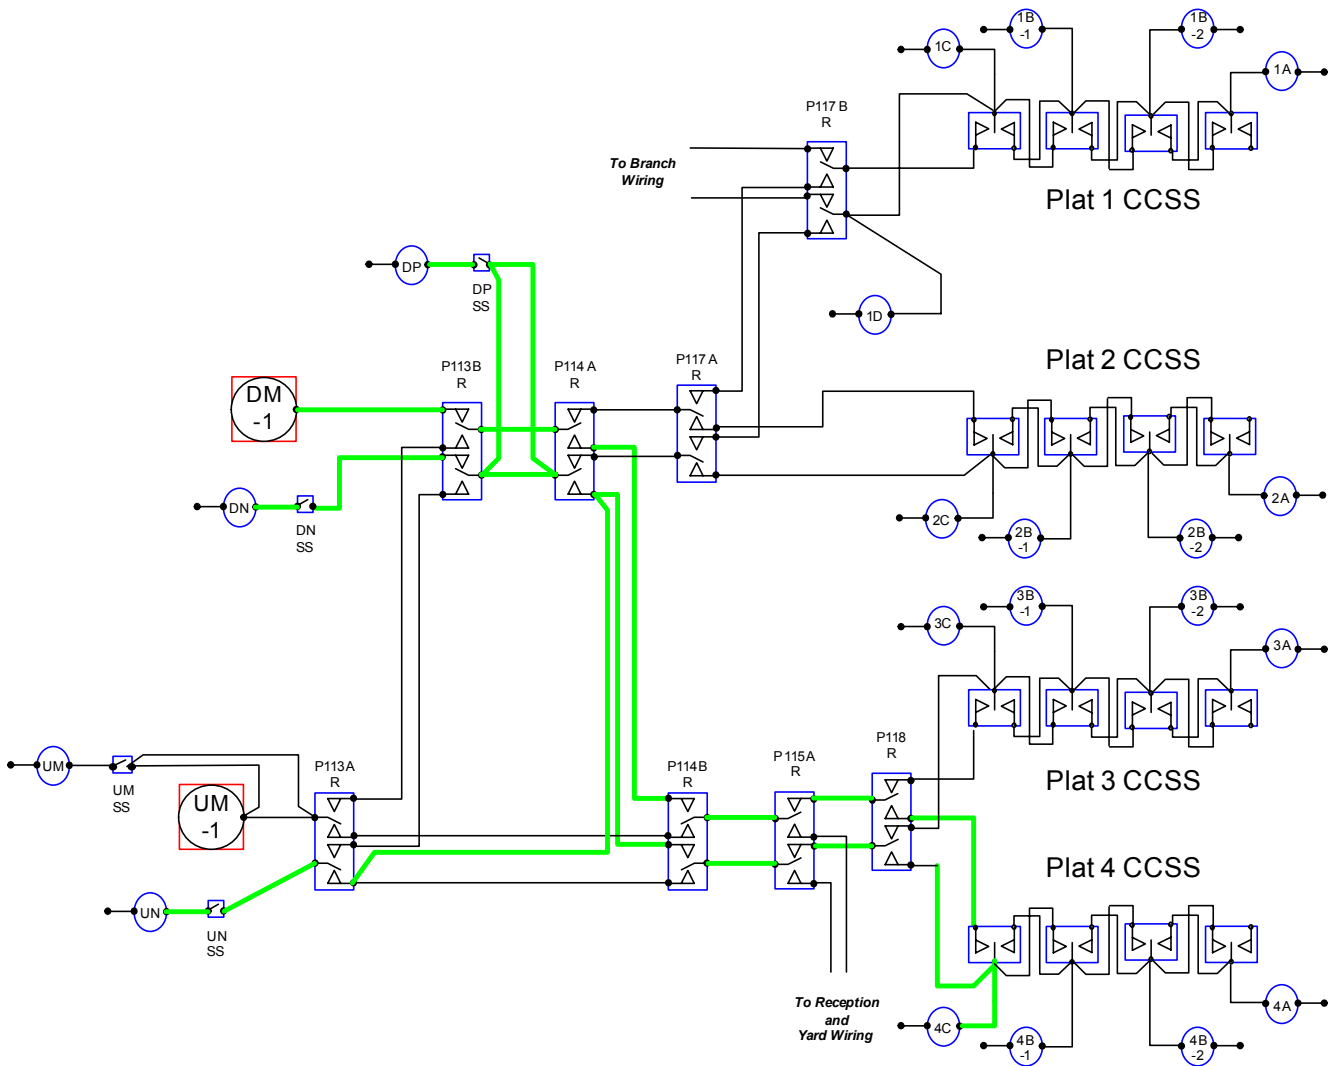 1B
-1
1B
-2
1C
1A
P117 B
R
To Branch
Wiring
Plat 1 CCSS
DP
DP
SS
1D
P113B
R
P114 A
R
P117 A
R
Plat 2 CCSS
DM
-1
DN
DN
SS
2C
2A
2B
-1
2B
-2
3B
-1
3B
-2
3C
3A
UM
UM
SS
P113A
R
P114B
R
P115A
R
P118
R
Plat 3 CCSS
UM
-1
Plat 4 CCSS
UN
UN
SS
To Reception
and
Yard Wiring
4C
4A
4B
-1
4B
-2